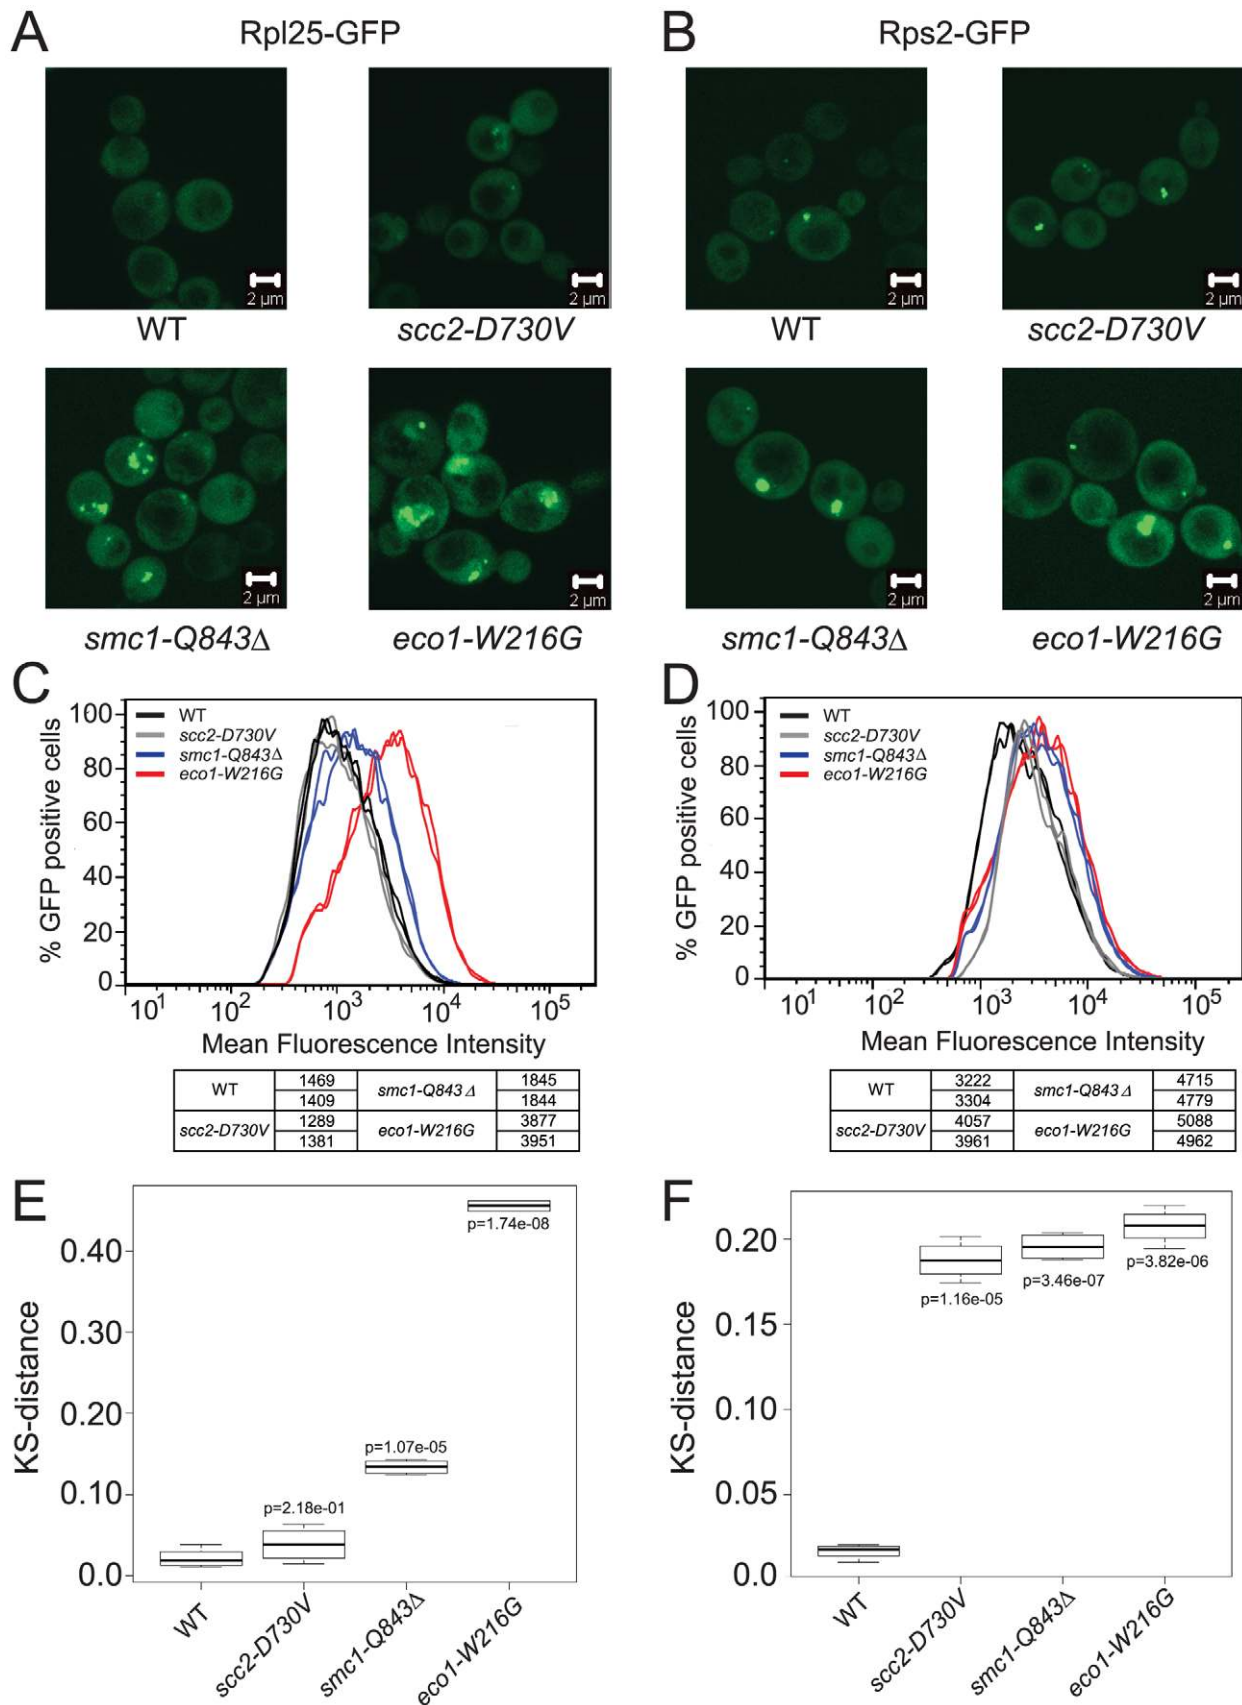 A
Rpl25-GFP
B
Rps2-GFP
2 µm
2 µm
2 µm
2 µm
WT
scc2-D730V
WT
scc2-D730V
2 µm
2 µm
2 µm
2 µm
smc1-Q843Δ
eco1-W216G
smc1-Q843Δ
eco1-W216G
C
% GFP positive cells
100
80
60
40
20
0
WT
scc2-D730V
smc1-Q843Δ
eco1-W216G
10¹
10²
10³
10⁴
10⁵
Mean Fluorescence Intensity
WT
1469
1409
smc1-Q843Δ
1845
1844
scc2-D730V
1289
1381
eco1-W216G
3877
3951
D
% GFP positive cells
100
80
60
40
20
0
WT
scc2-D730V
smc1-Q843Δ
eco1-W216G
10¹
10²
10³
10⁴
10⁵
Mean Fluorescence Intensity
WT
3222
3304
smc1-Q843Δ
4715
4779
scc2-D730V
4057
3961
eco1-W216G
5088
4962
E
KS-distance
0.40
0.30
0.20
0.10
0.0
p=2.18e-01
p=1.07e-05
p=1.74e-08
WT
scc2-D730V
smc1-Q843Δ
eco1-W216G
F
KS-distance
0.20
0.15
0.10
0.05
0.0
p=1.16e-05
p=3.46e-07
p=3.82e-06
WT
scc2-D730V
smc1-Q843Δ
eco1-W216G